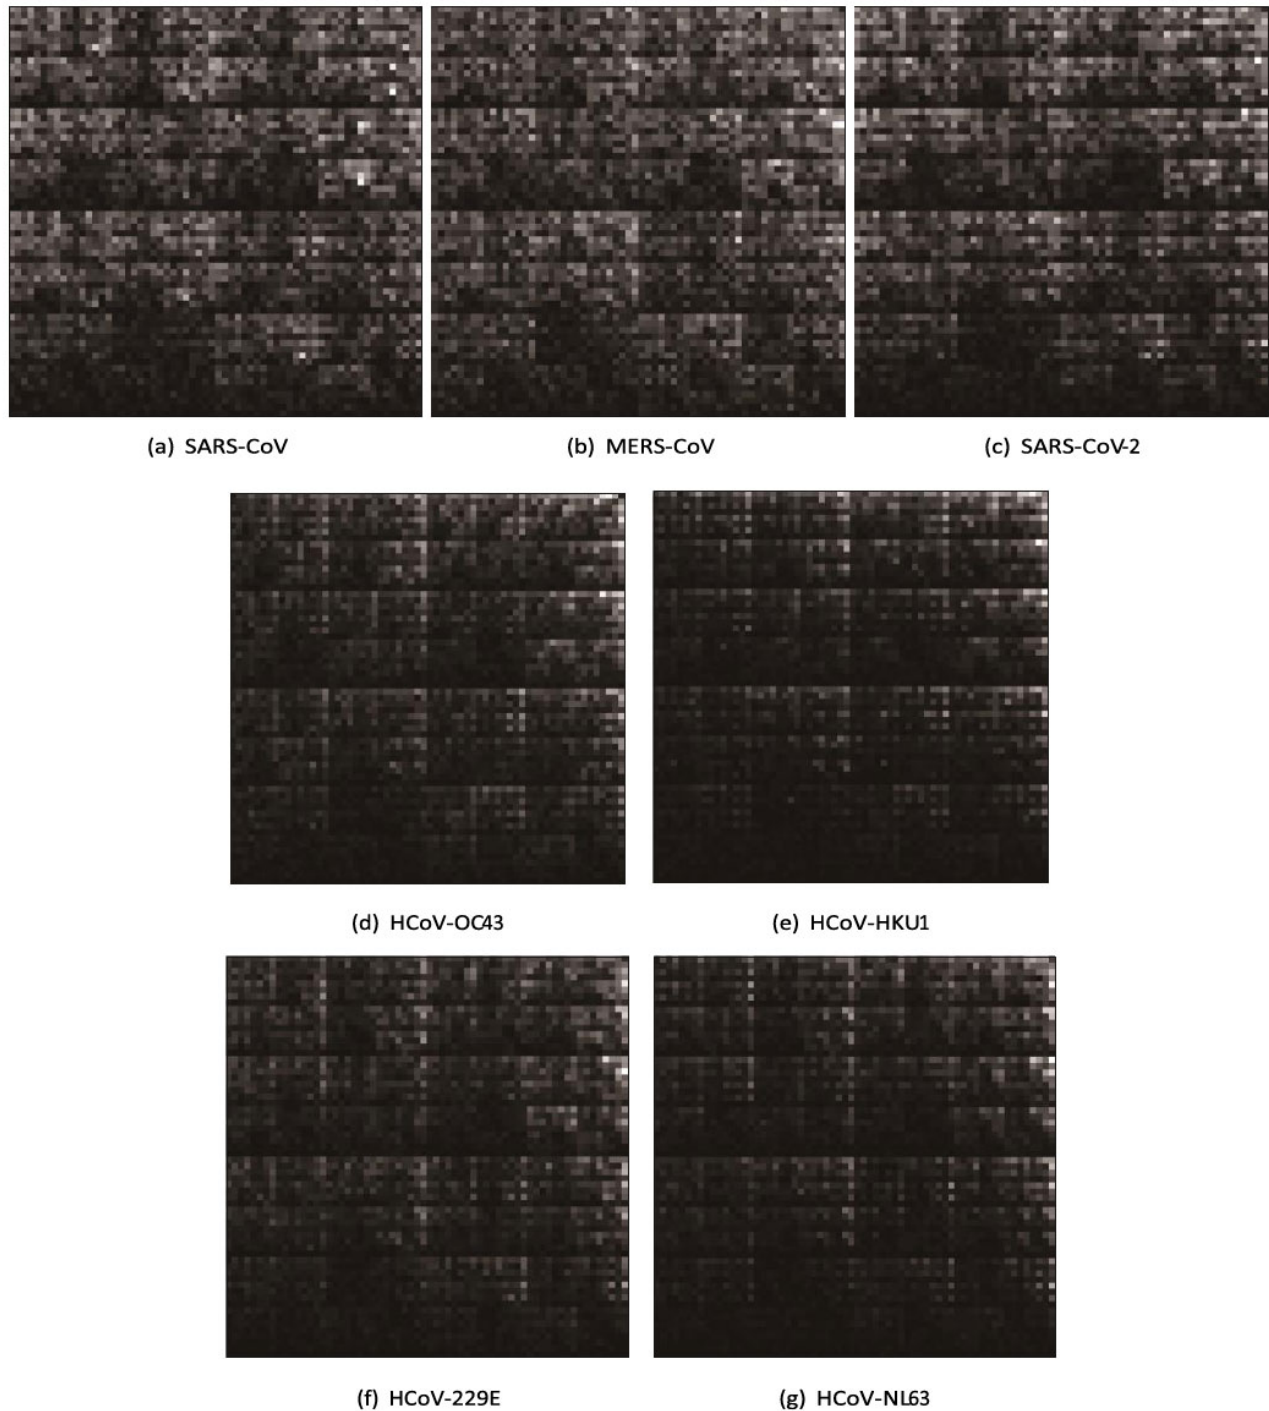 (a) SARS-CoV
(b) MERS-CoV
(c) SARS-CoV-2
(d) HCoV-OC43
(e) HCoV-HKU1
(f) HCoV-229E
(g) HCoV-NL63